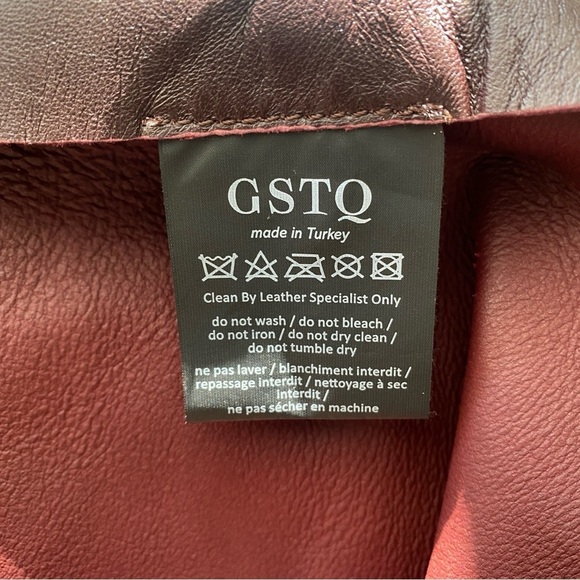 GSTQ
made in Turkey
Clean By Leather Specialist Only
do not wash / do not bleach /
do not iron / do not dry clean /
do not tumble dry
ne pas laver / blanchiment interdit /
repassage interdit / nettoyage à sec
interdit /
ne pas sécher en machine